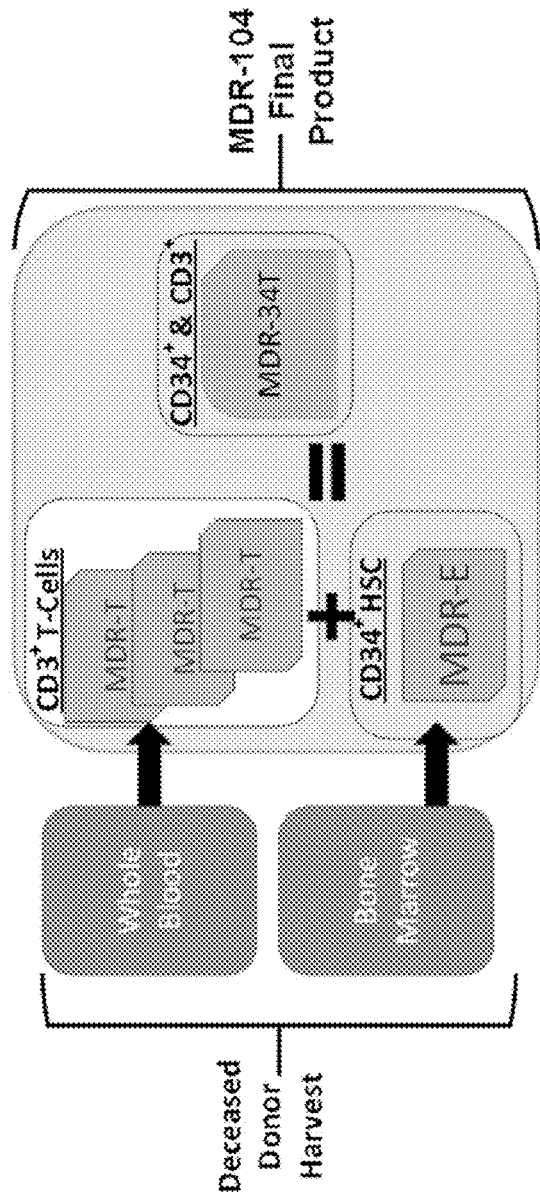 Deceased
Donor
Harvest
Whole
Blood
Bone
Marrow
CD3⁺ T-Cells
MDR-T
MDR-T
MDR-T
+
CD34⁺ HSC
MDR-E
=
CD34⁺ & CD3⁺
MDR-34T
MDR-104
Final
Product